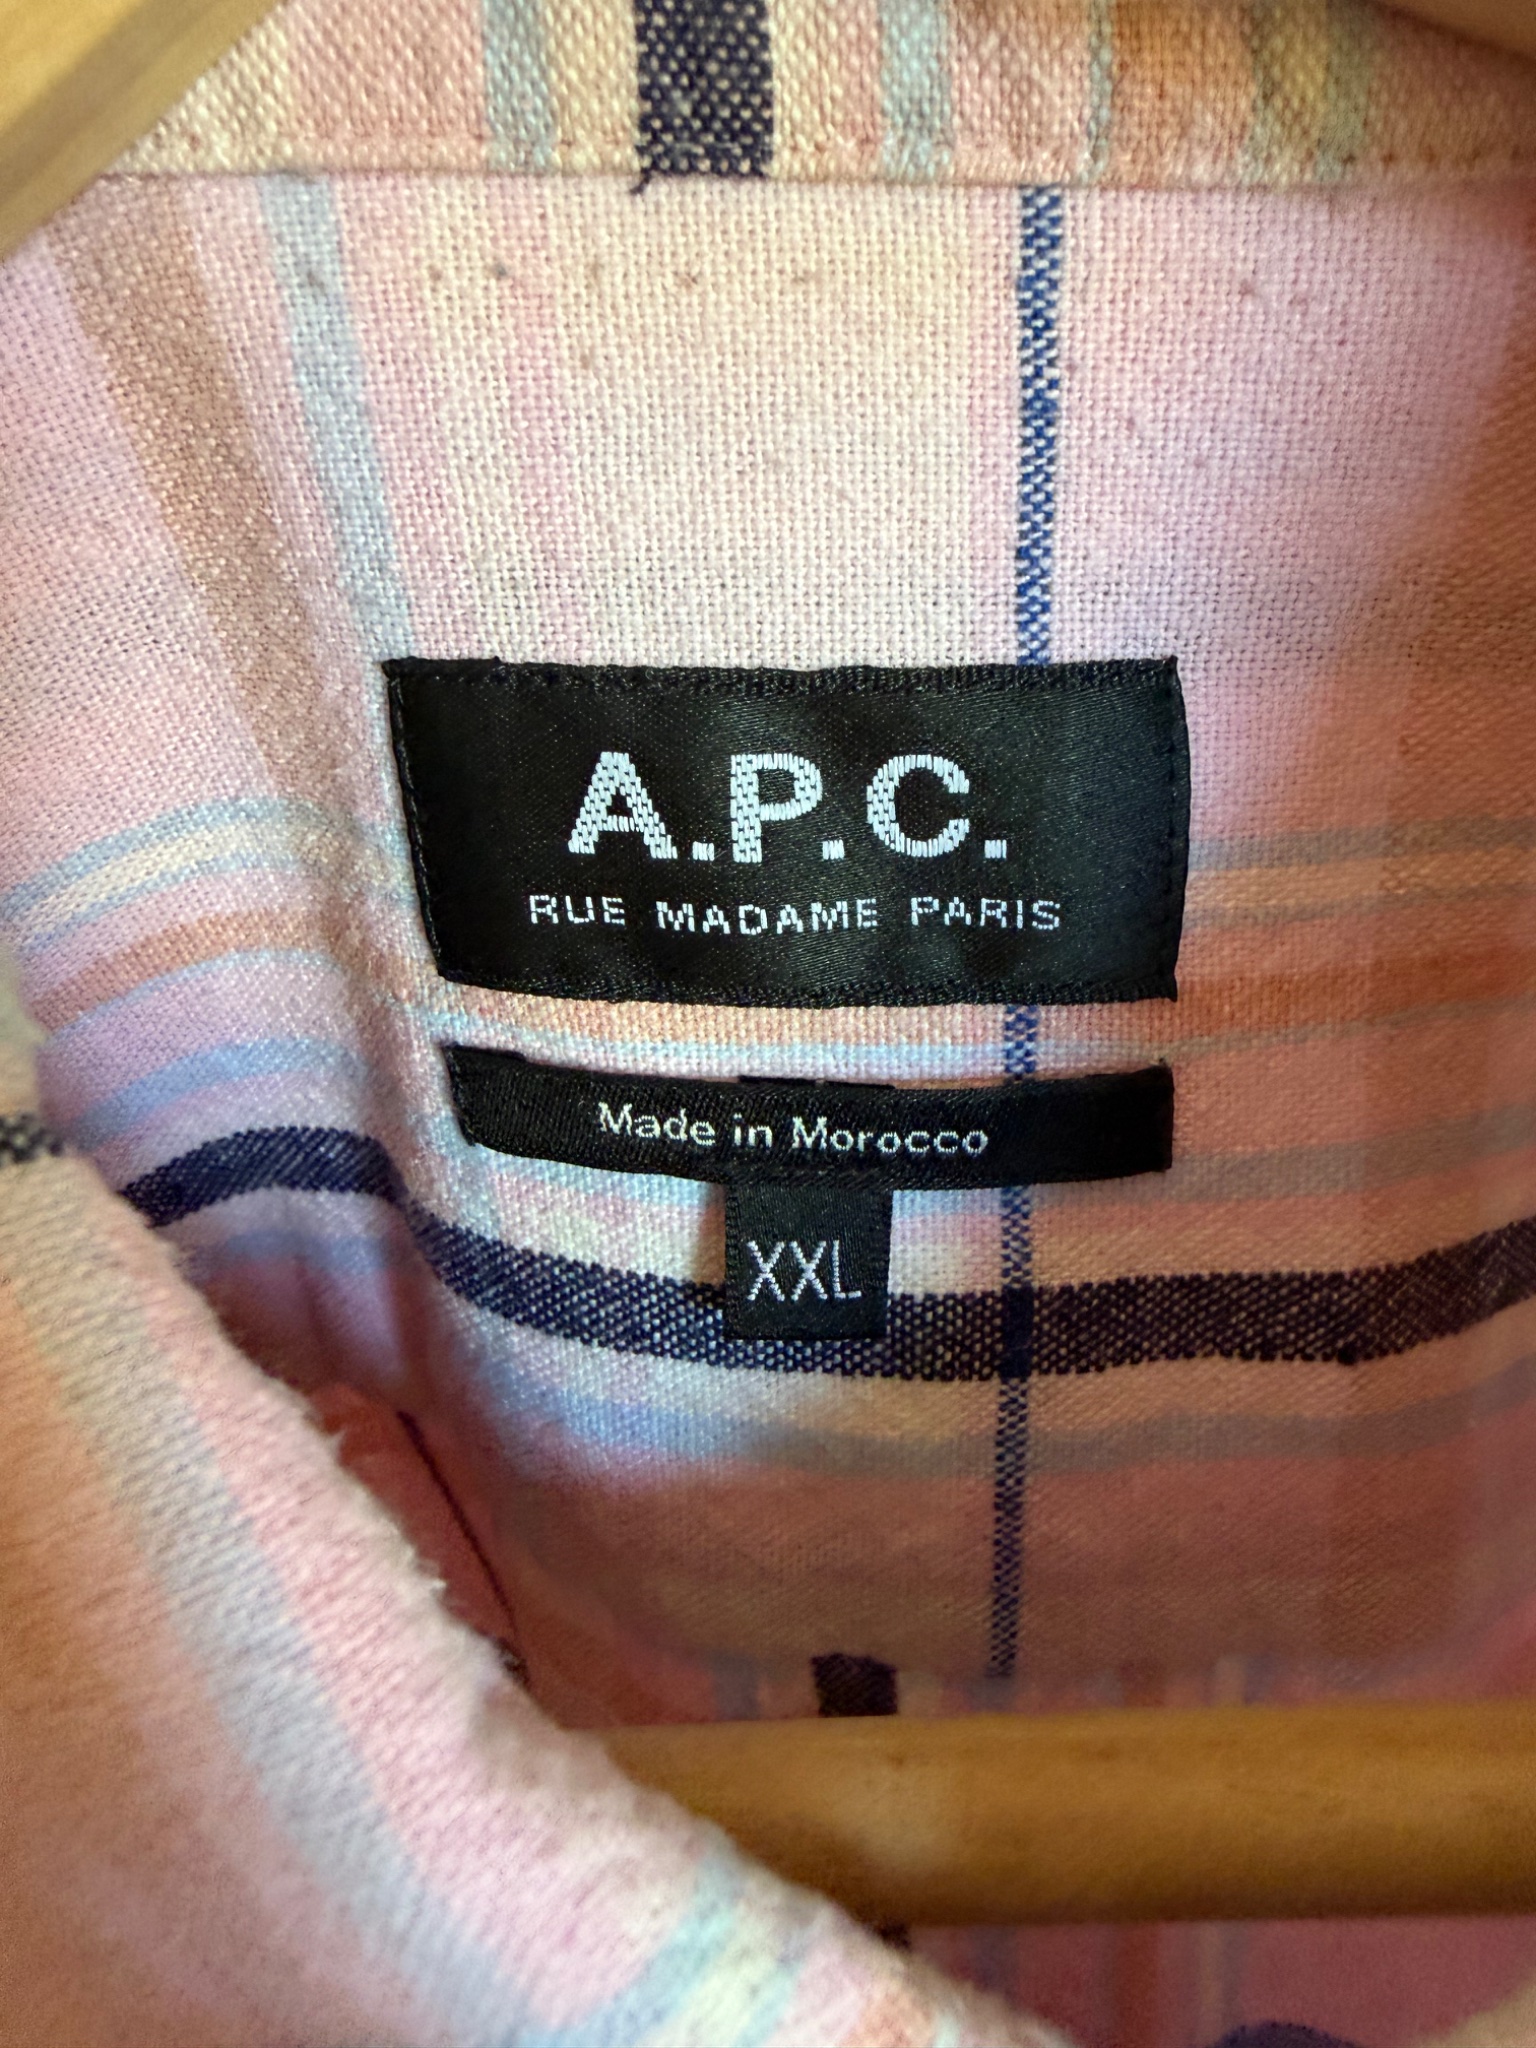 A.P.C.
RUE MADAME PARIS
Made in Morocco
XXL